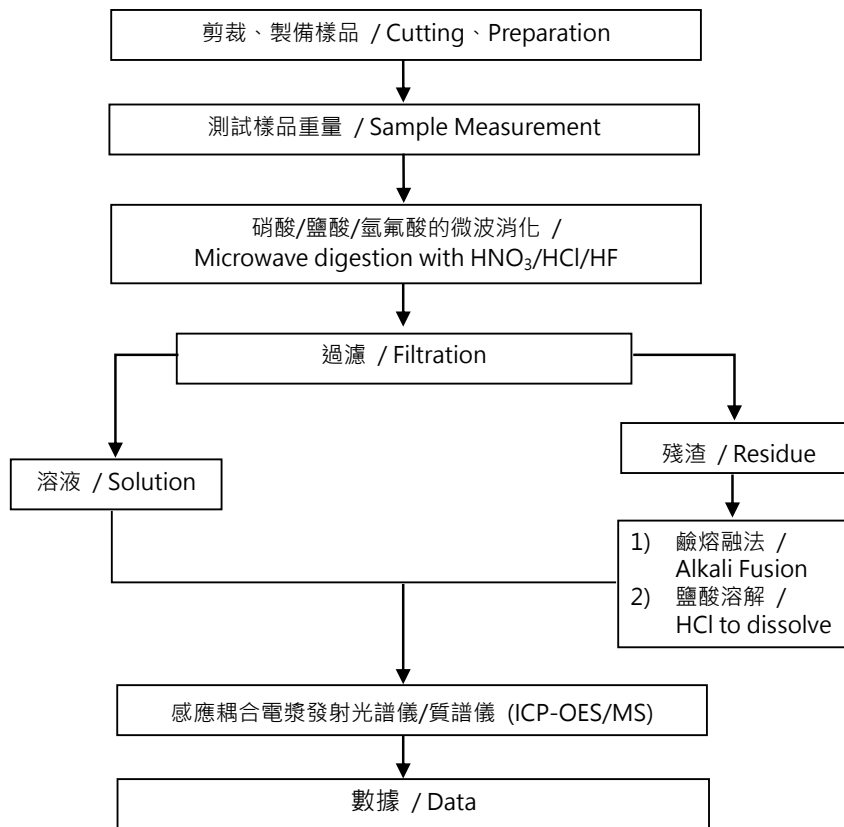 剪裁、製備樣品 / Cutting、Preparation
測試樣品重量 / Sample Measurement
硝酸/鹽酸/氫氟酸的微波消化 /
Microwave digestion with HNO₃/HCl/HF
過濾 / Filtration
溶液 / Solution
殘渣 / Residue
1) 鹼熔融法 /
Alkali Fusion
2) 鹽酸溶解 /
HCl to dissolve
感應耦合電漿發射光譜儀/質譜儀 (ICP-OES/MS)
數據 / Data